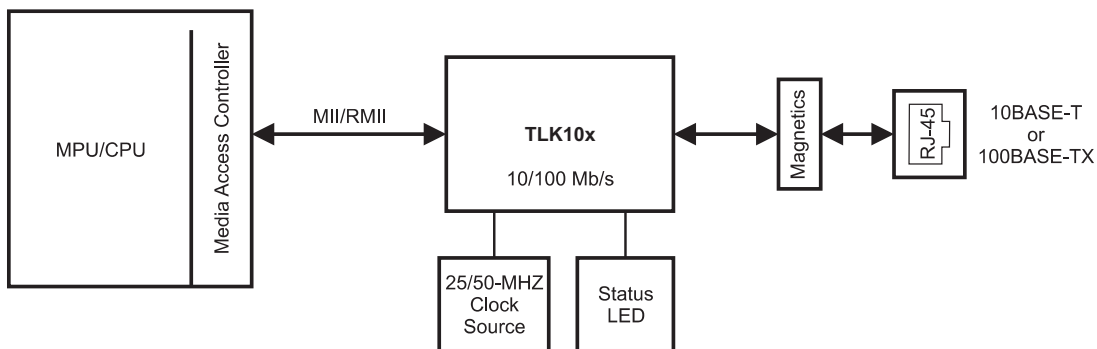 MPU/CPU
Media Access Controller
MII/RMII
TLK10x
10/100 Mb/s
25/50-MHZ
Clock
Source
Status
LED
Magnetics
RJ-45
10BASE-T
or
100BASE-TX